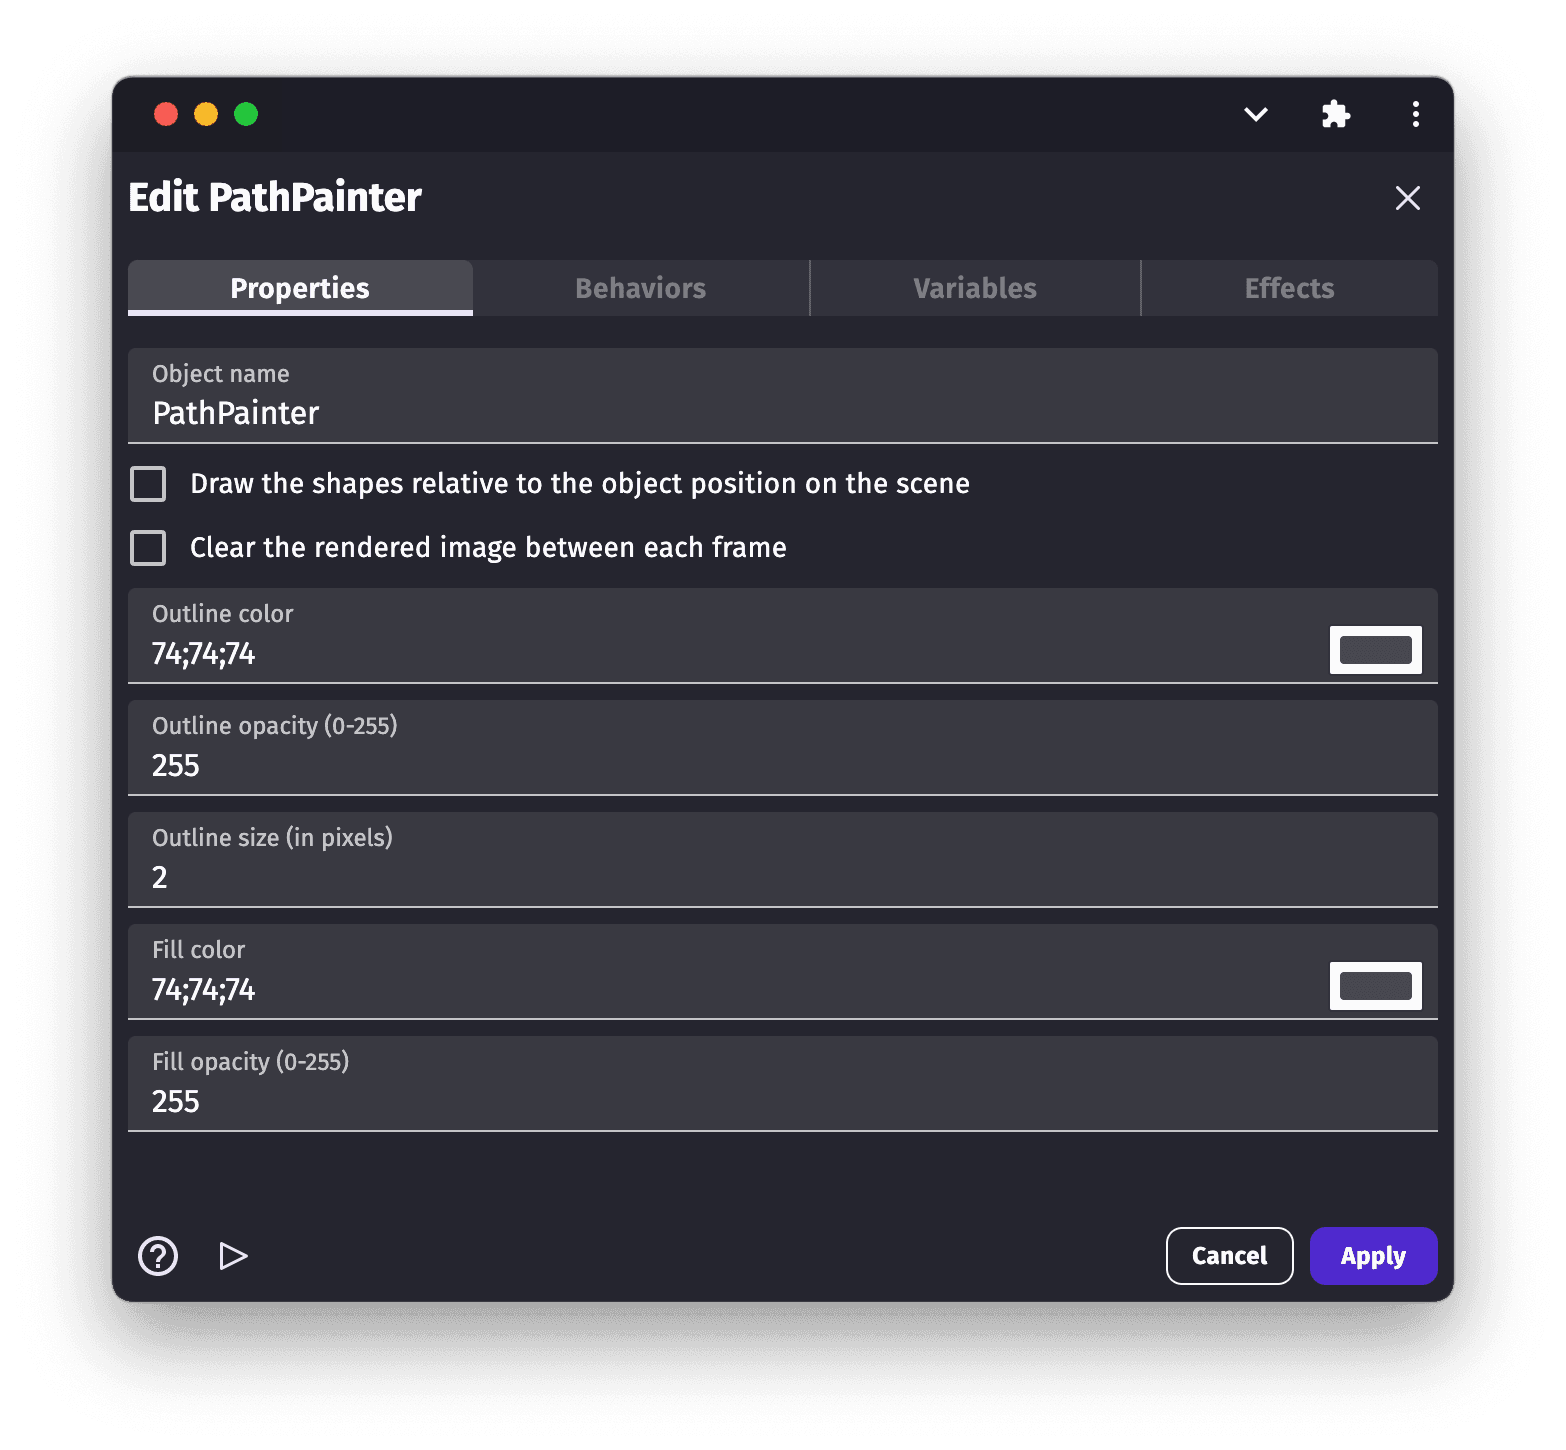 Edit PathPainter
Properties Behaviors Variables Effects
Object name
PathPainter
Draw the shapes relative to the object position on the scene
Clear the rendered image between each frame
Outline color
74;74;74
Outline opacity (0-255)
255
Outline size (in pixels)
2
Fill color
74;74;74
Fill opacity (0-255)
255
Cancel Apply